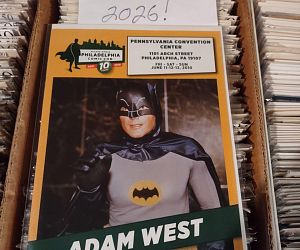 2026!
PHILADELPHIA
COMIC CON
10
PENNSYLVANIA CONVENTION
CENTER
1101 ARCH STREET
PHILADELPHIA, PA 19107
FRI - SAT - SUN
JUNE 11-12-13, 2010
ADAM WEST